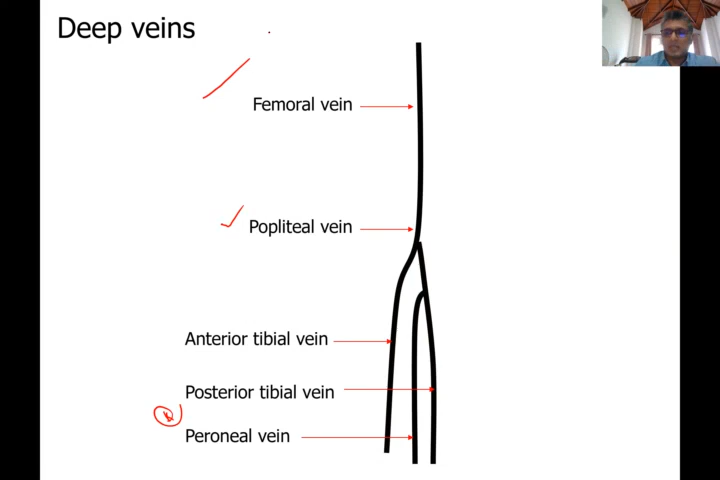 Deep veins
Femoral vein
Popliteal vein
Anterior tibial vein
Posterior tibial vein
Peroneal vein